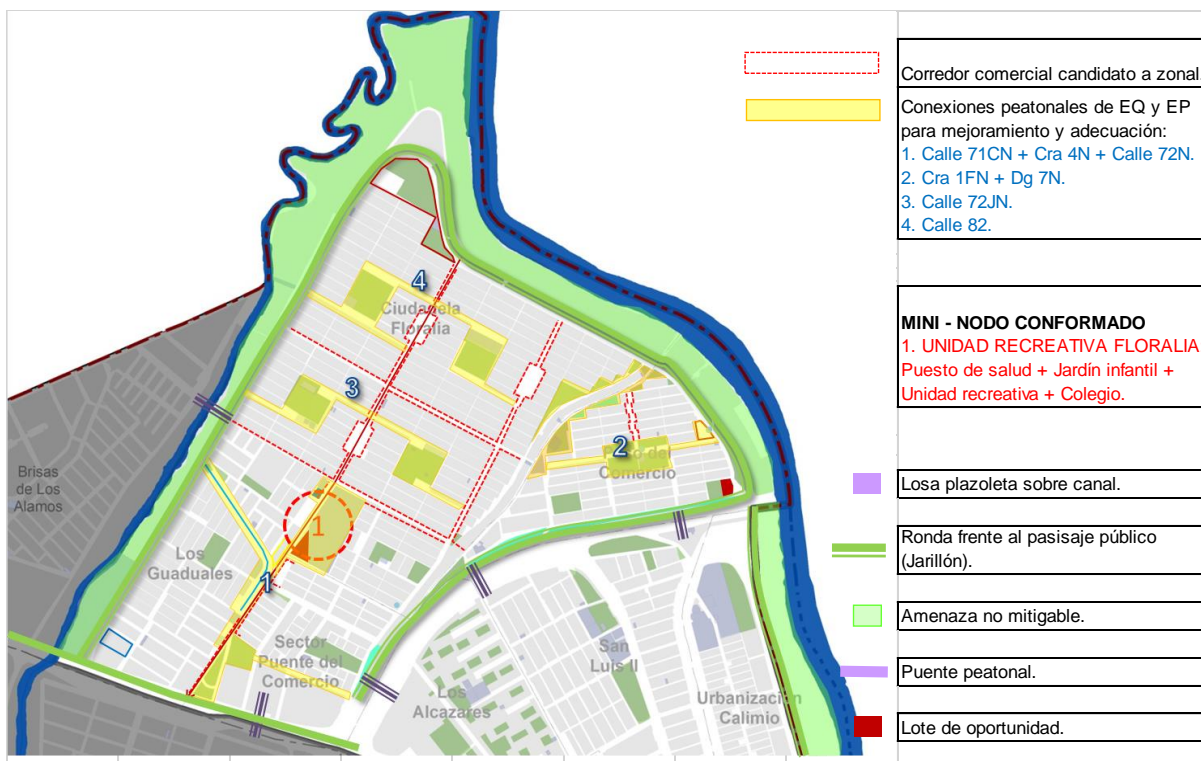 4
Ciudadela
Floralia
3
2
Paso del
Comercio
Brisas
de Los
Alamos
1
Los
Guaduales
1
Sector
Puente del
Comercio
San
Luis II
Los
Alcazares
Urbanización
Calimio
Corredor comercial candidato a zonal.
Conexiones peatonales de EQ y EP
para mejoramiento y adecuación:
1. Calle 71CN + Cra 4N + Calle 72N.
2. Cra 1FN + Dg 7N.
3. Calle 72JN.
4. Calle 82.
MINI - NODO CONFORMADO
1. UNIDAD RECREATIVA FLORALIA
Puesto de salud + Jardín infantil +
Unidad recreativa + Colegio.
Losa plazoleta sobre canal.
Ronda frente al pasisaje público
(Jarillón).
Amenaza no mitigable.
Puente peatonal.
Lote de oportunidad.